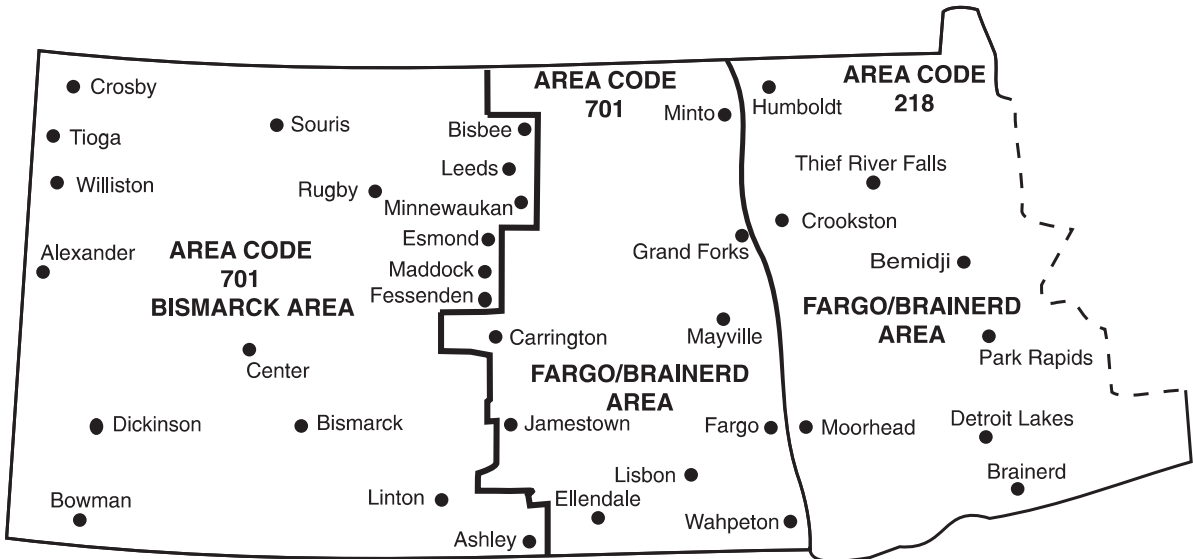 AREA CODE
701
AREA CODE
218
Crosby
Humboldt
Minto
Souris
Bisbee
Tioga
Leeds
Thief River Falls
Williston
Rugby
Minnewaukan
Crookston
Esmond
Grand Forks
Alexander
AREA CODE
701
BISMARCK AREA
Maddock
Bemidji
Fessenden
FARGO/BRAINERD
AREA
Carrington
Mayville
Park Rapids
Center
FARGO/BRAINERD
AREA
Dickinson
Bismarck
Jamestown
Fargo
Moorhead
Detroit Lakes
Lisbon
Brainerd
Bowman
Linton
Ellendale
Wahpeton
Ashley